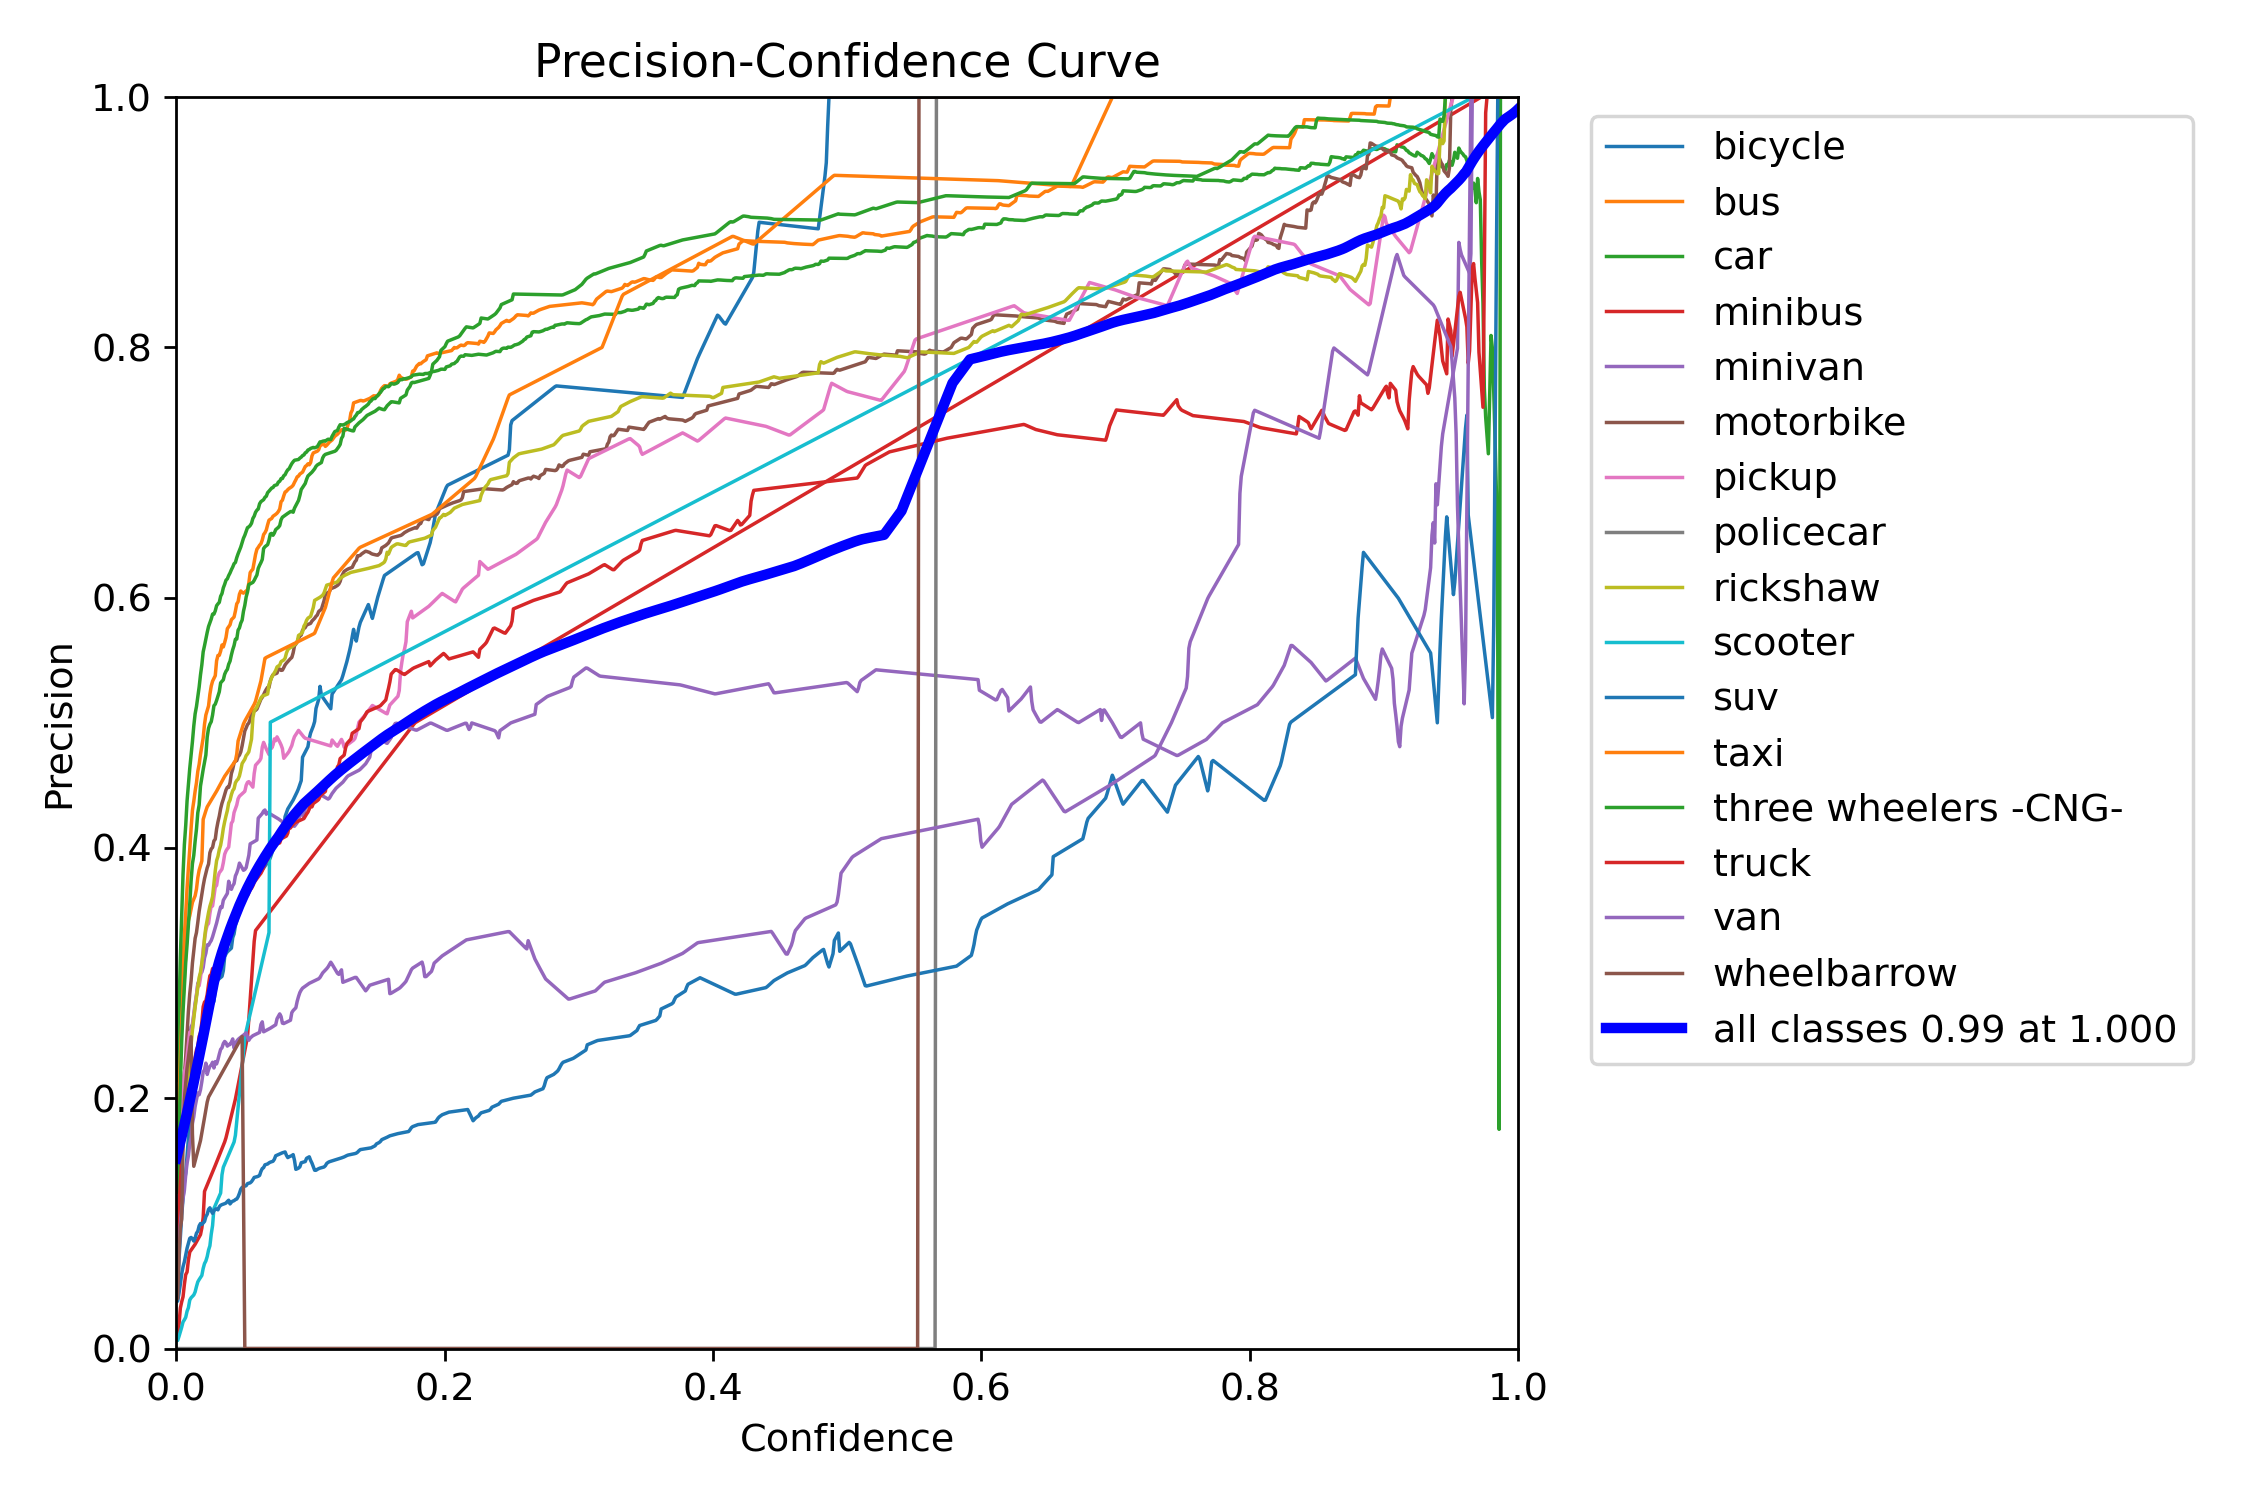 Precision-Confidence Curve
1.0
0.8
0.6
0.4
0.2
0.0
Precision
0.0 0.2 0.4 0.6 0.8 1.0
Confidence
bicycle
bus
car
minibus
minivan
motorbike
pickup
policecar
rickshaw
scooter
suv
taxi
three wheelers -CNG-
truck
van
wheelbarrow
all classes 0.99 at 1.000